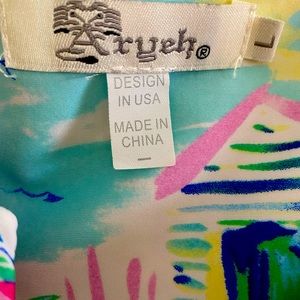 Aryeh®
L
DESIGN
IN USA
MADE IN
CHINA